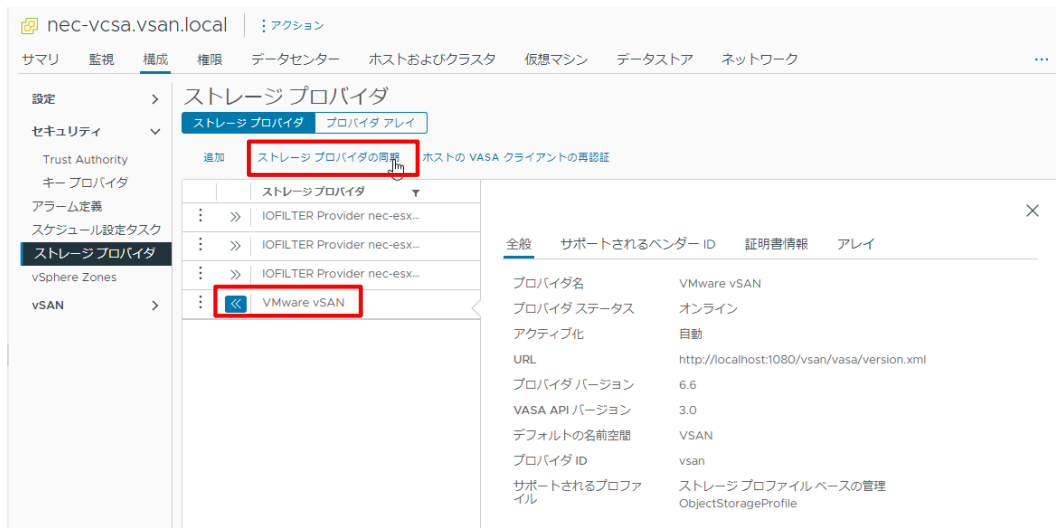 nec-vcsa.vsan.local アクション
サマリ 監視 構成 権限 データセンター ホストおよびクラスタ 仮想マシン データストア ネットワーク ...
設定
セキュリティ
Trust Authority
キー プロバイダ
アラーム定義
スケジュール設定タスク
ストレージ プロバイダ
vSphere Zones
vSAN
ストレージ プロバイダ
ストレージ プロバイダ プロバイダ アレイ
追加 ストレージ プロバイダの同期 ホストの VASA クライアントの再認証
ストレージ プロバイダ
IOFILTER Provider nec-esx...
IOFILTER Provider nec-esx...
IOFILTER Provider nec-esx...
VMware vSAN
全般 サポートされるベンダー ID 証明書情報 アレイ
プロバイダ名 VMware vSAN
プロバイダ ステータス オンライン
アクティブ化 自動
URL http://localhost:1080/vsan/vasa/version.xml
プロバイダ バージョン 6.6
VASA API バージョン 3.0
デフォルトの名前空間 VSAN
プロバイダ ID vsan
サポートされるプロファ ストレージ プロファイル ベースの管理
イル ObjectStorageProfile